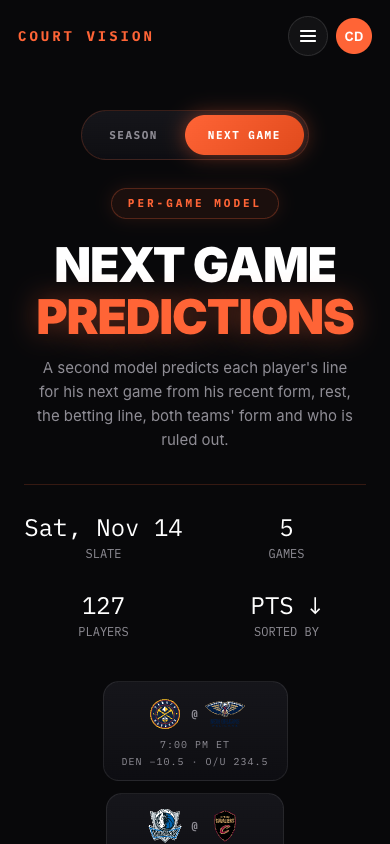 COURT VISION
CD
SEASON
NEXT GAME
PER-GAME MODEL
NEXT GAME
PREDICTIONS
A second model predicts each player's line
for his next game from his recent form, rest,
the betting line, both teams' form and who is
ruled out.
Sat, Nov 14
5
SLATE
GAMES
127
PTS ↓
PLAYERS
SORTED BY
@
7:00 PM ET
DEN −10.5 · O/U 234.5
@